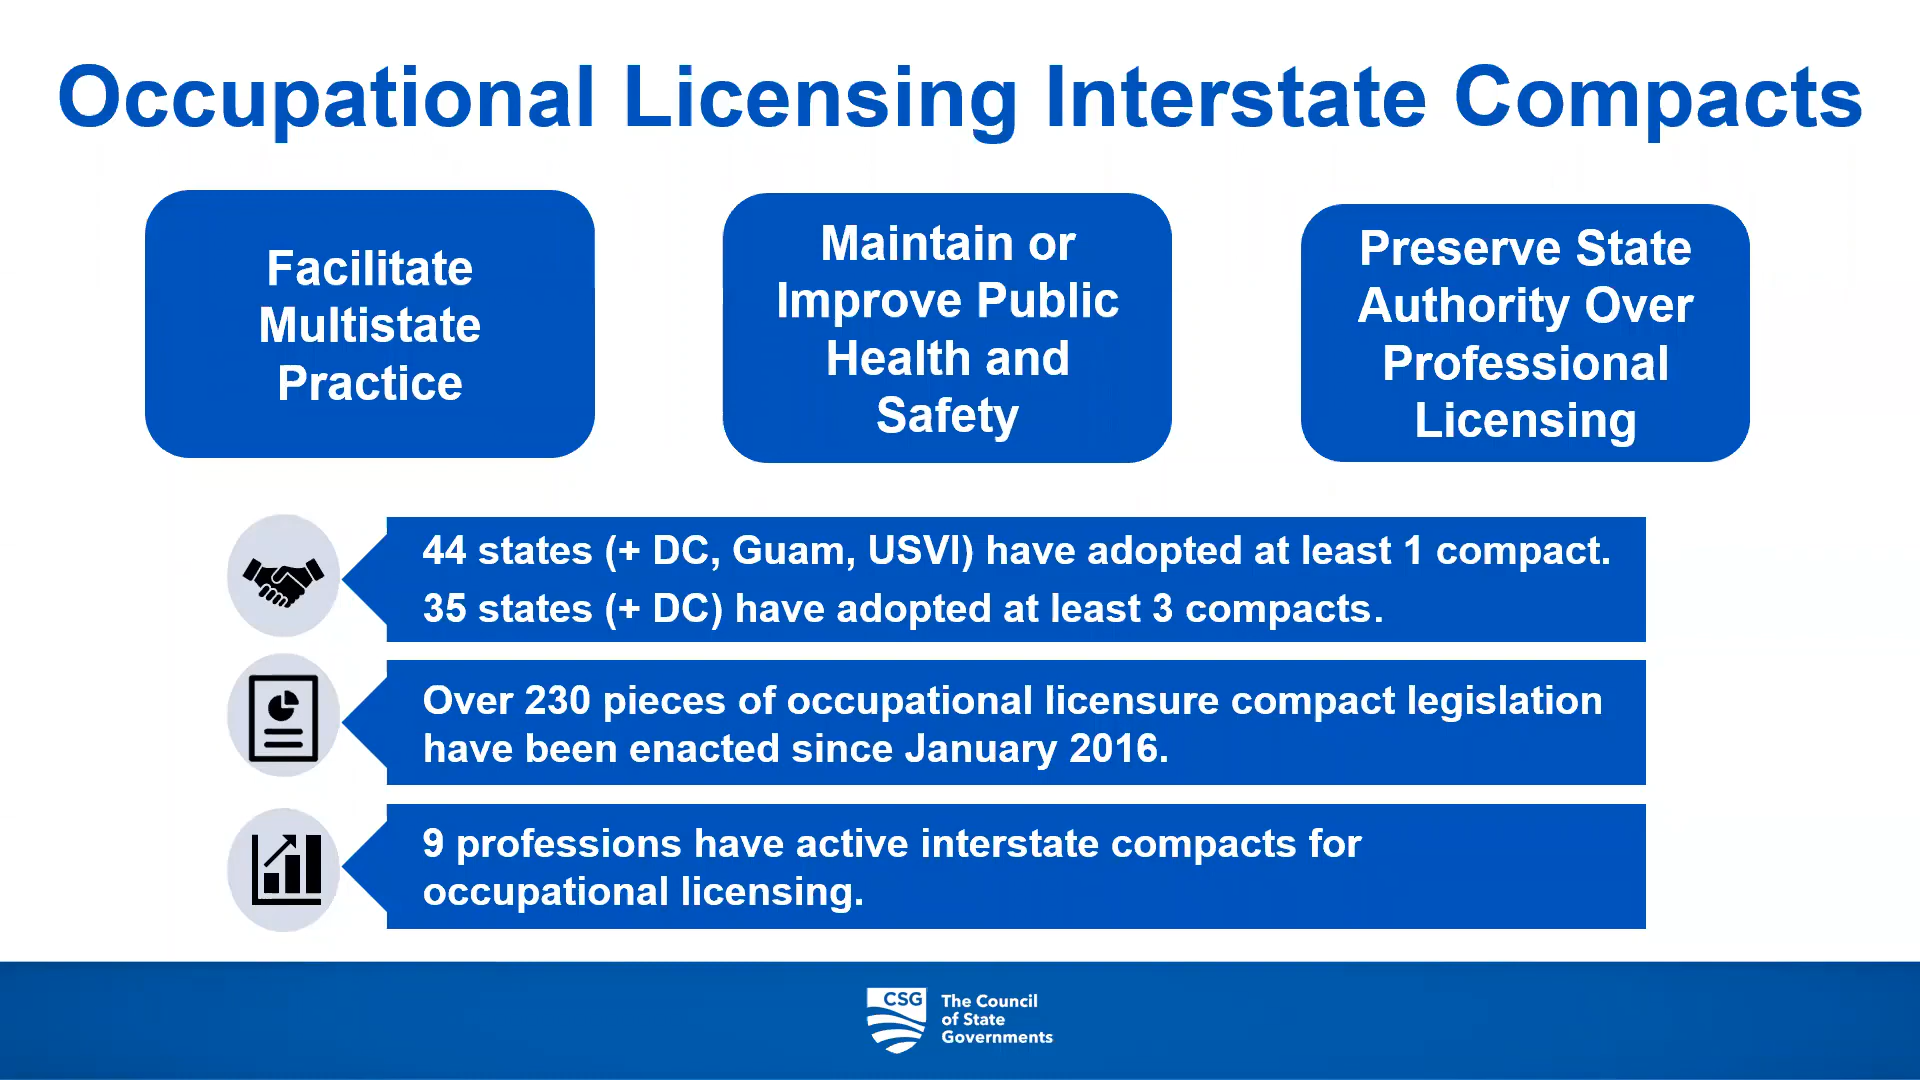 Occupational Licensing Interstate Compacts
Facilitate
Multistate
Practice
Maintain or
Improve Public
Health and
Safety
Preserve State
Authority Over
Professional
Licensing
44 states (+ DC, Guam, USVI) have adopted at least 1 compact.
35 states (+ DC) have adopted at least 3 compacts.
Over 230 pieces of occupational licensure compact legislation
have been enacted since January 2016.
9 professions have active interstate compacts for
occupational licensing.
CSG
The Council
of State
Governments